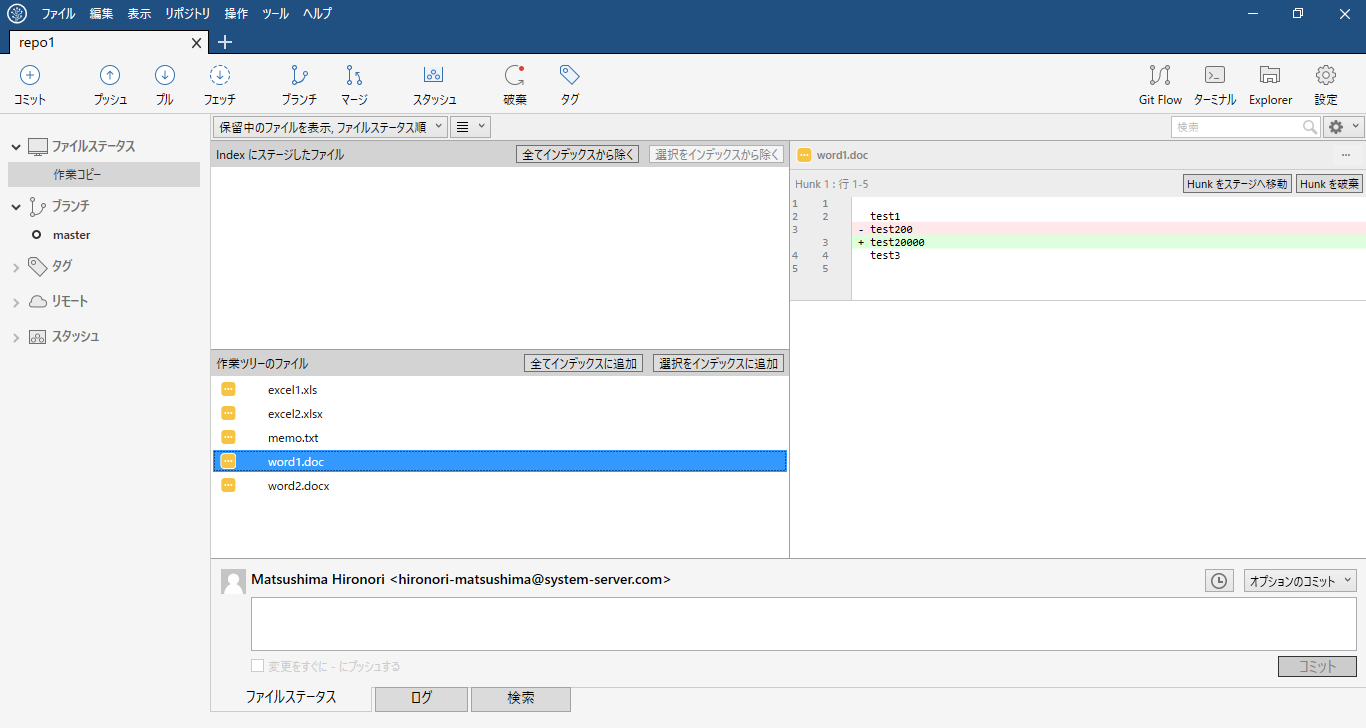 ファイル 編集 表示 リポジトリ 操作 ツール ヘルプ
repo1
コミット プッシュ プル フェッチ ブランチ マージ スタッシュ 破棄 タグ Git Flow ターミナル Explorer 設定
ファイルステータス
作業コピー
ブランチ
master
タグ
リモート
スタッシュ
保留中のファイルを表示, ファイルステータス順
検索
Index にステージしたファイル 全てインデックスから除く 選択をインデックスから除く
作業ツリーのファイル 全てインデックスに追加 選択をインデックスに追加
excel1.xls
excel2.xlsx
memo.txt
word1.doc
word2.docx
word1.doc
Hunk 1 : 行 1-5 Hunk をステージへ移動 Hunk を破棄
1 1
2 2 test1
3 - test200
3 + test20000
4 4 test3
5 5
Matsushima Hironori <hironori-matsushima@system-server.com>
オプションのコミット
変更をすぐに - にプッシュする
コミット
ファイルステータス ログ 検索